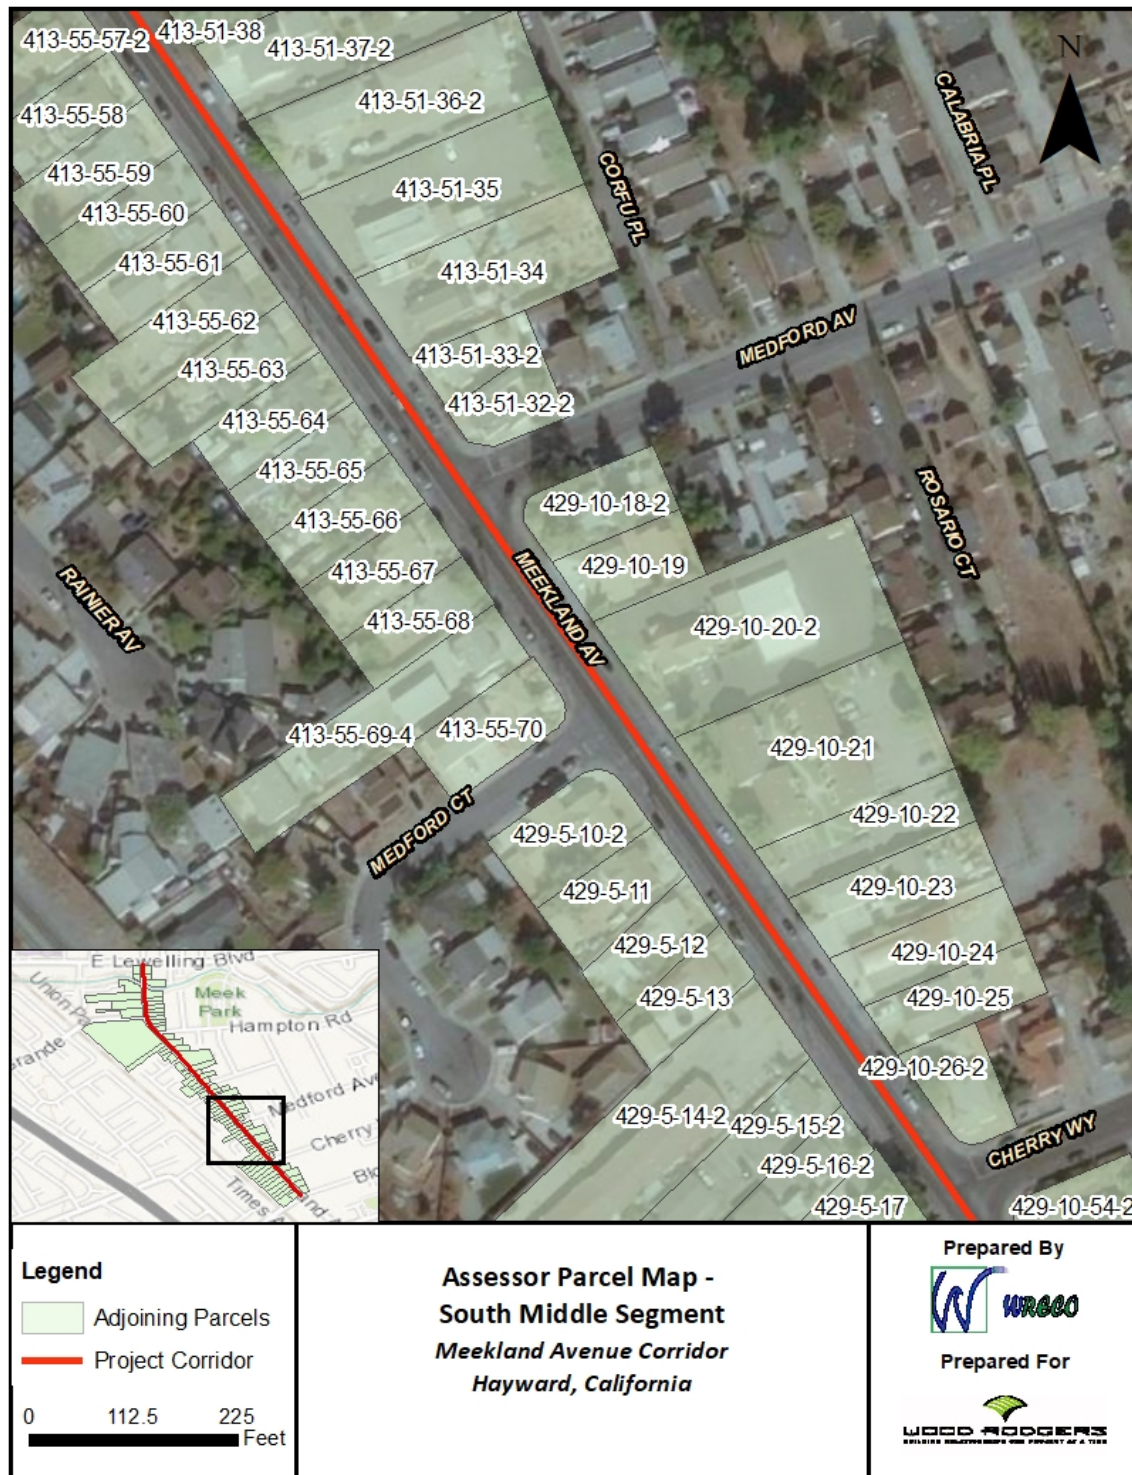 413-55-57-2
413-51-38
413-51-37-2
N
413-51-36-2
CALABRIA PL
413-55-58
413-55-59
413-51-35
CORFU PL
413-55-60
413-55-61
413-51-34
413-55-62
MEDFORD AV
413-51-33-2
413-55-63
413-51-32-2
413-55-64
413-55-65
429-10-18-2
ROSARIO CT
413-55-66
429-10-19
413-55-67
MEEKLAND AV
RAINIER AV
413-55-68
429-10-20-2
413-55-69-4
413-55-70
429-10-21
MEDFORD CT
429-5-10-2
429-10-22
429-5-11
429-10-23
429-5-12
429-10-24
429-5-13
429-10-25
429-10-26-2
429-5-14-2
429-5-15-2
CHERRY WY
429-5-16-2
429-5-17
429-10-54-2
E Lewelling Blvd
Union Pa
Meek
Park
Hampton Rd
rande
Medford Ave
Cherry
Times A
nd A
Legend
Adjoining Parcels
Project Corridor
0 112.5 225
Feet
Assessor Parcel Map -
South Middle Segment
Meekland Avenue Corridor
Hayward, California
Prepared By
WRECO
Prepared For
WOOD RODGERS